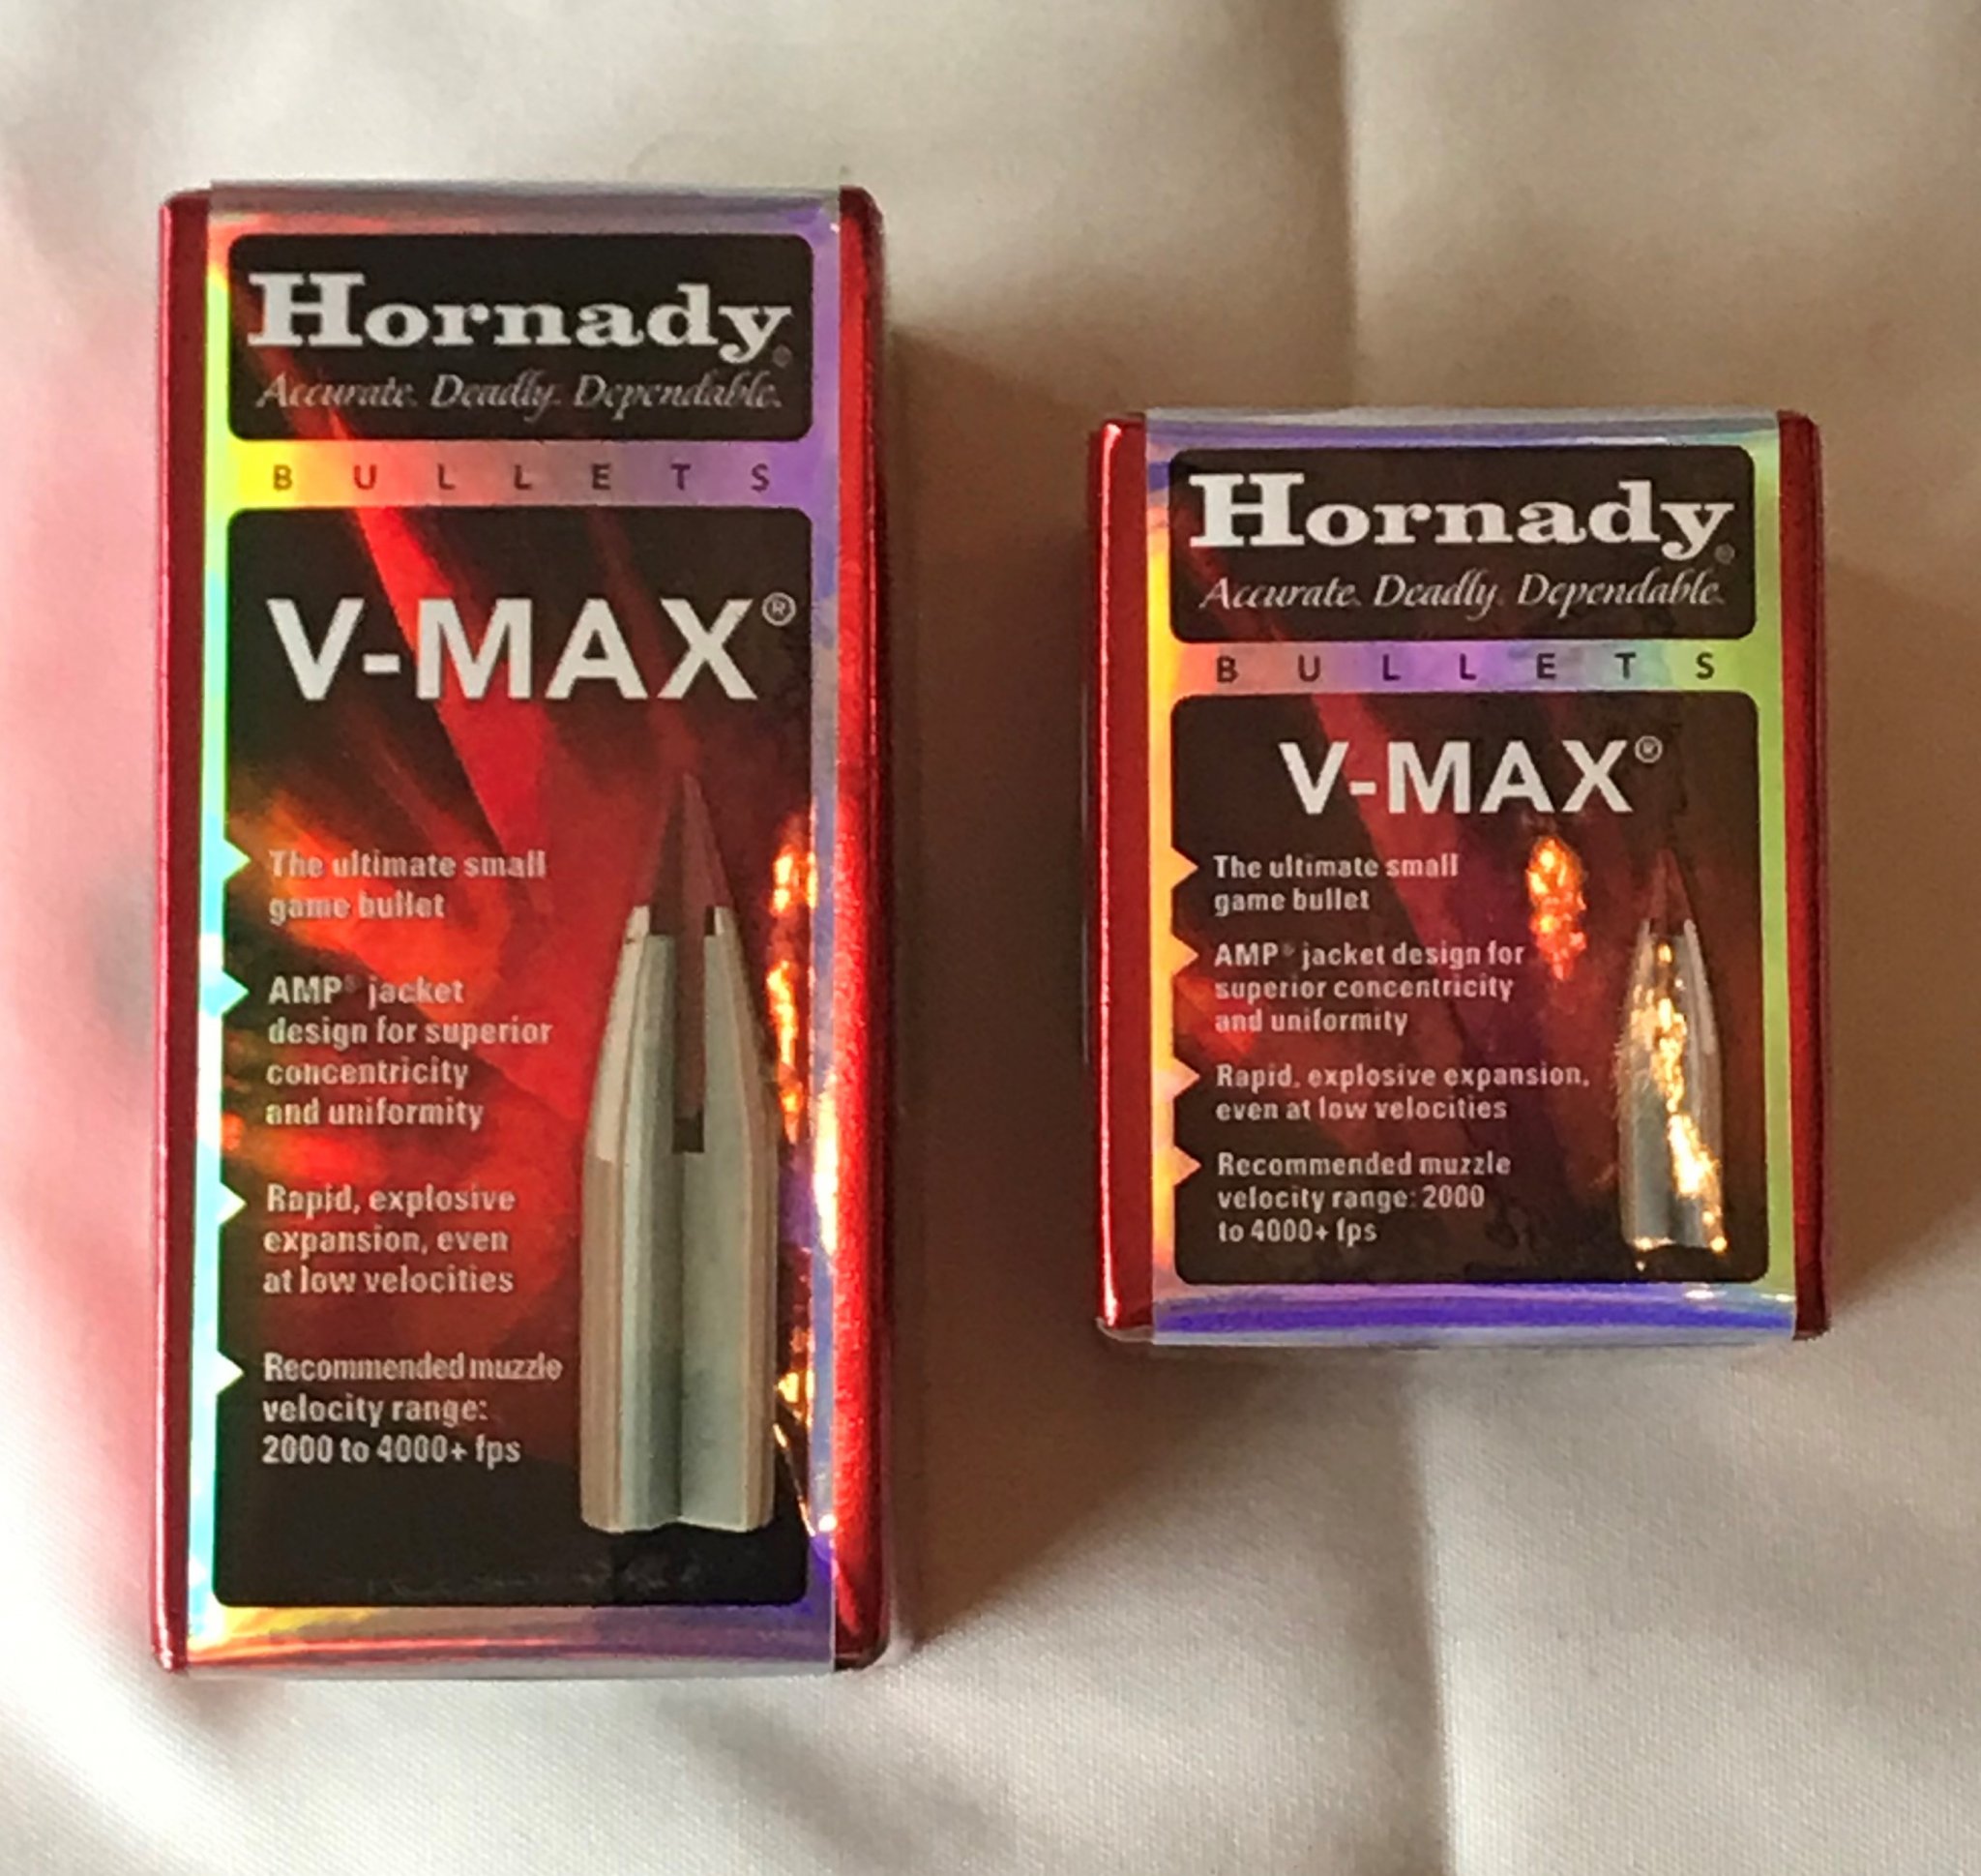 Hornady®
Accurate. Deadly. Dependable.
BULLETS
V-MAX®
The ultimate small
game bullet
AMP® jacket
design for superior
concentricity
and uniformity
Rapid, explosive
expansion, even
at low velocities
Recommended muzzle
velocity range:
2000 to 4000+ fps
Hornady®
Accurate. Deadly. Dependable.
BULLETS
V-MAX®
The ultimate small
game bullet
AMP® jacket design for
superior concentricity
and uniformity
Rapid, explosive expansion,
even at low velocities
Recommended muzzle
velocity range: 2000
to 4000+ fps